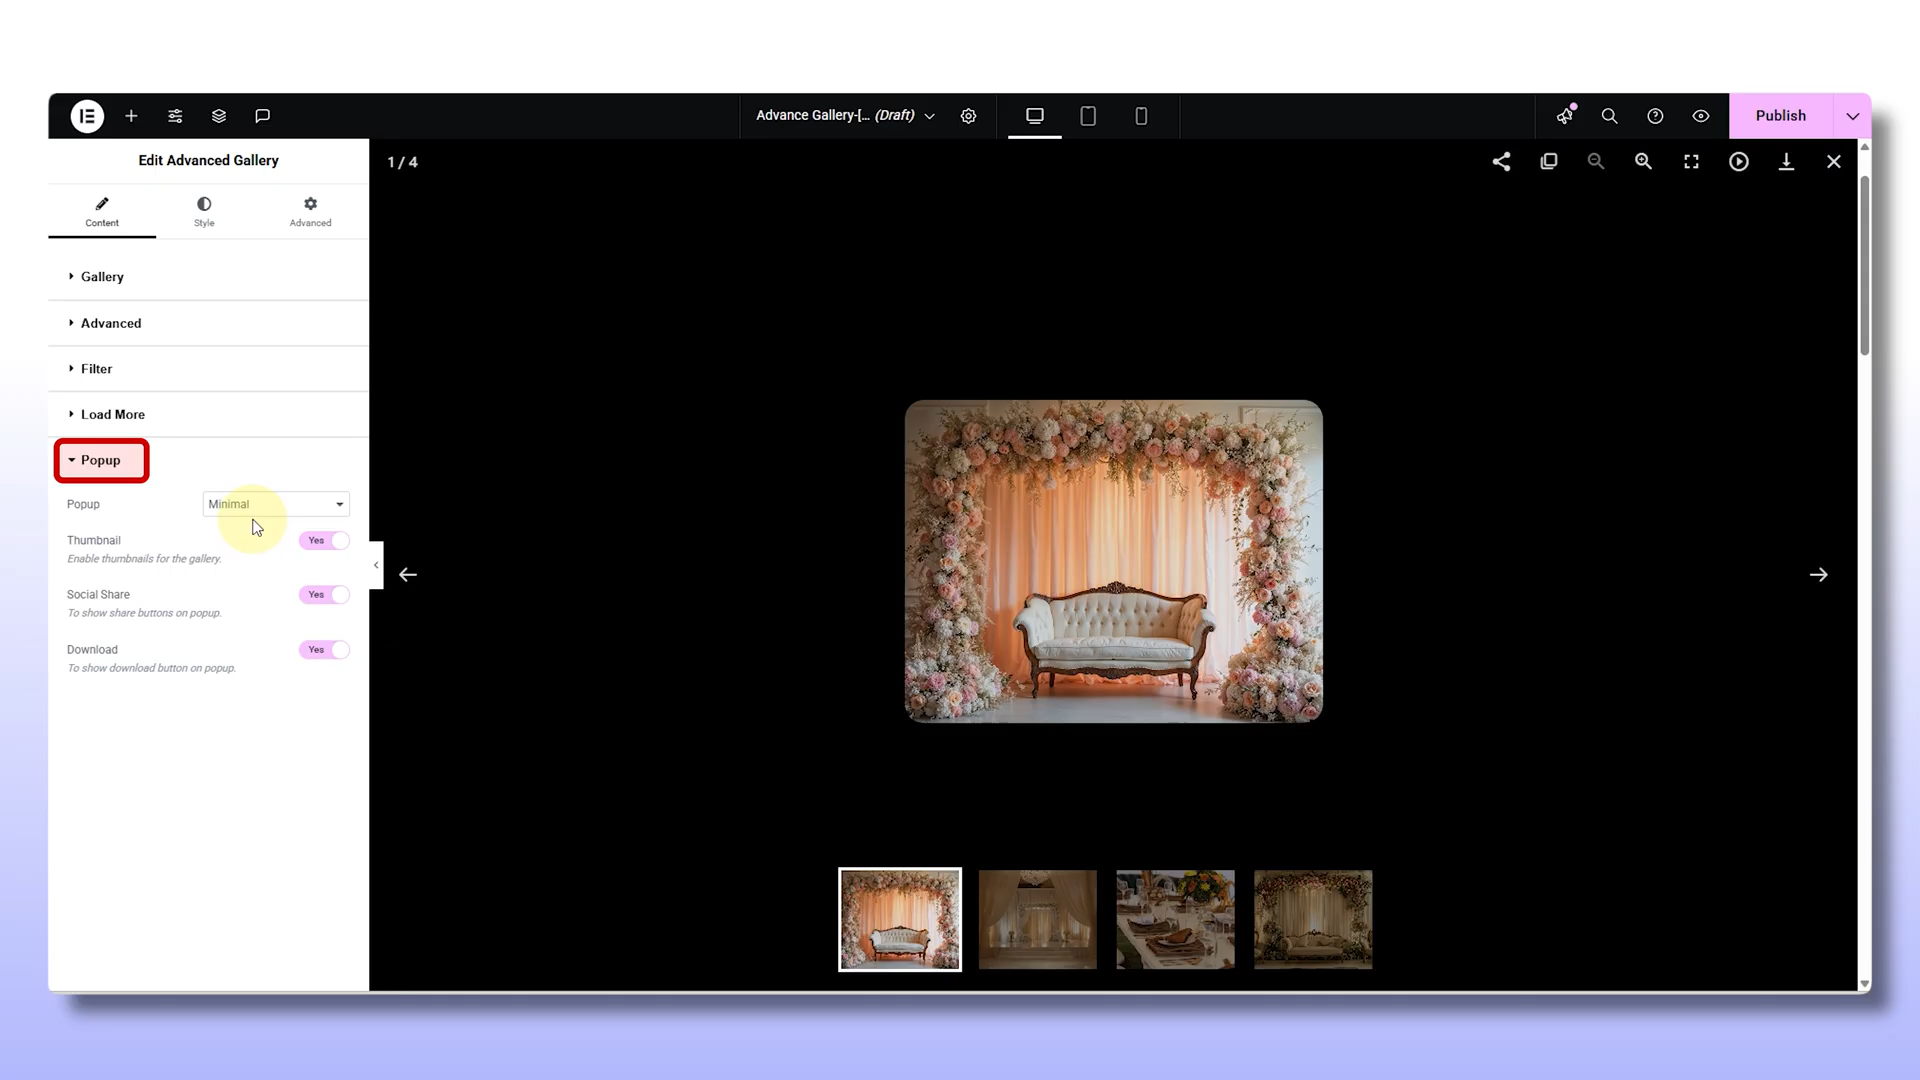 Advance Gallery-[... (Draft)
Publish
Edit Advanced Gallery
1 / 4
Content
Style
Advanced
Gallery
Advanced
Filter
Load More
Popup
Popup
Minimal
Thumbnail
Yes
Enable thumbnails for the gallery.
Social Share
Yes
To show share buttons on popup.
Download
Yes
To show download button on popup.